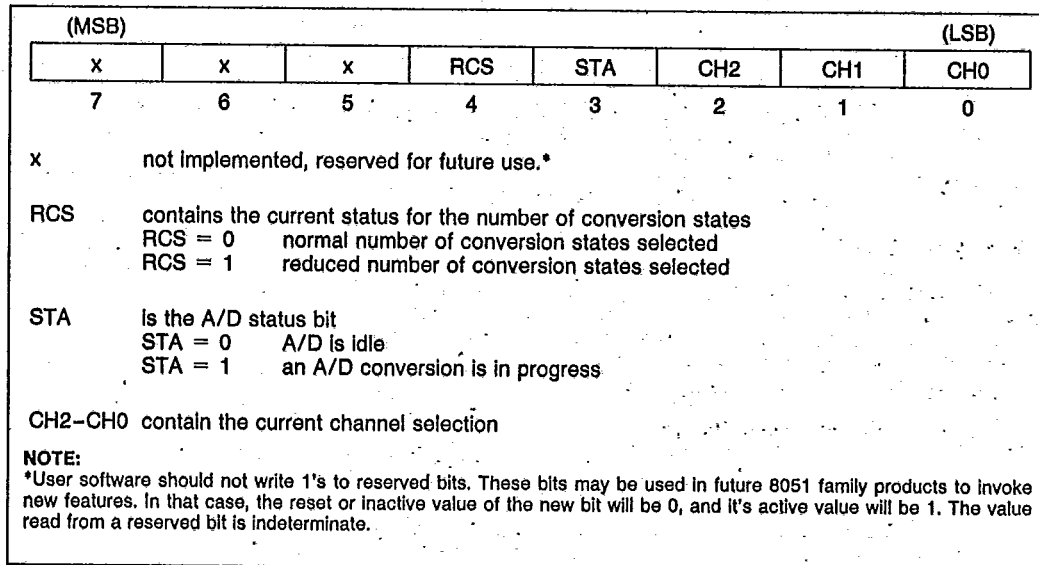 (MSB) (LSB)
x x x RCS STA CH2 CH1 CH0
7 6 5 4 3 2 1 0
x not implemented, reserved for future use.*
RCS contains the current status for the number of conversion states
RCS = 0 normal number of conversion states selected
RCS = 1 reduced number of conversion states selected
STA is the A/D status bit
STA = 0 A/D is idle
STA = 1 an A/D conversion is in progress
CH2-CH0 contain the current channel selection
NOTE:
*User software should not write 1's to reserved bits. These bits may be used in future 8051 family products to invoke
new features. In that case, the reset or inactive value of the new bit will be 0, and it's active value will be 1. The value
read from a reserved bit is indeterminate.